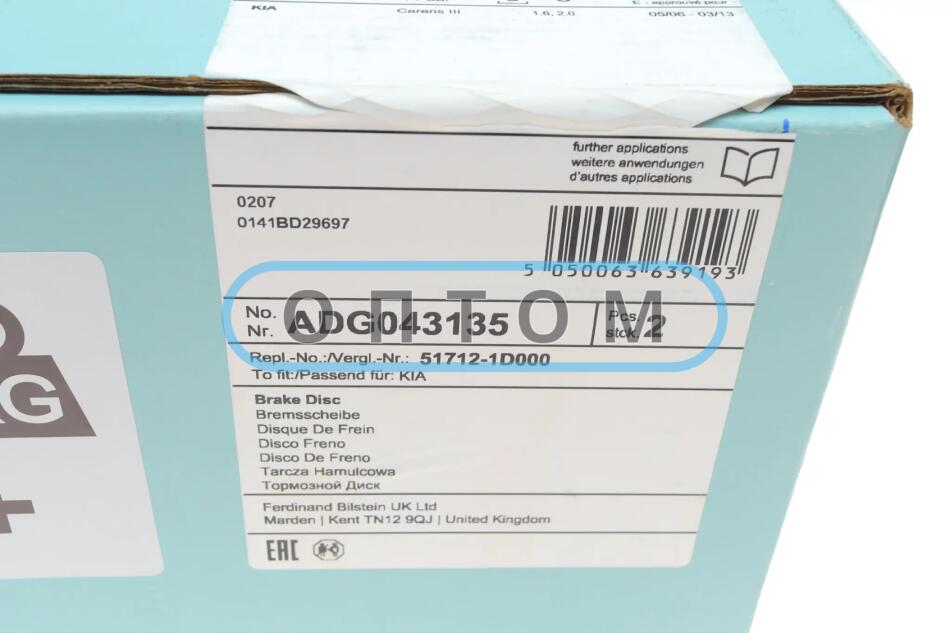 KIA Carens III 1.6, 2.0 05/06 - 03/13
E - approuvé pour
further applications
weitere anwendungen
d'autres applications
0207
0141BD29697
5 050063 639193
ОПТОМ
No.
Nr. ADG043135
Pcs.
stck. 2
Repl.-No.:/Vergl.-Nr.: 51712-1D000
To fit:/Passend für: KIA
Brake Disc
Bremsscheibe
Disque De Frein
Disco Freno
Disco De Freno
Tarcza Hamulcowa
Тормозной Диск
Ferdinand Bilstein UK Ltd
Marden | Kent TN12 9QJ | United Kingdom
EAC
AG
+